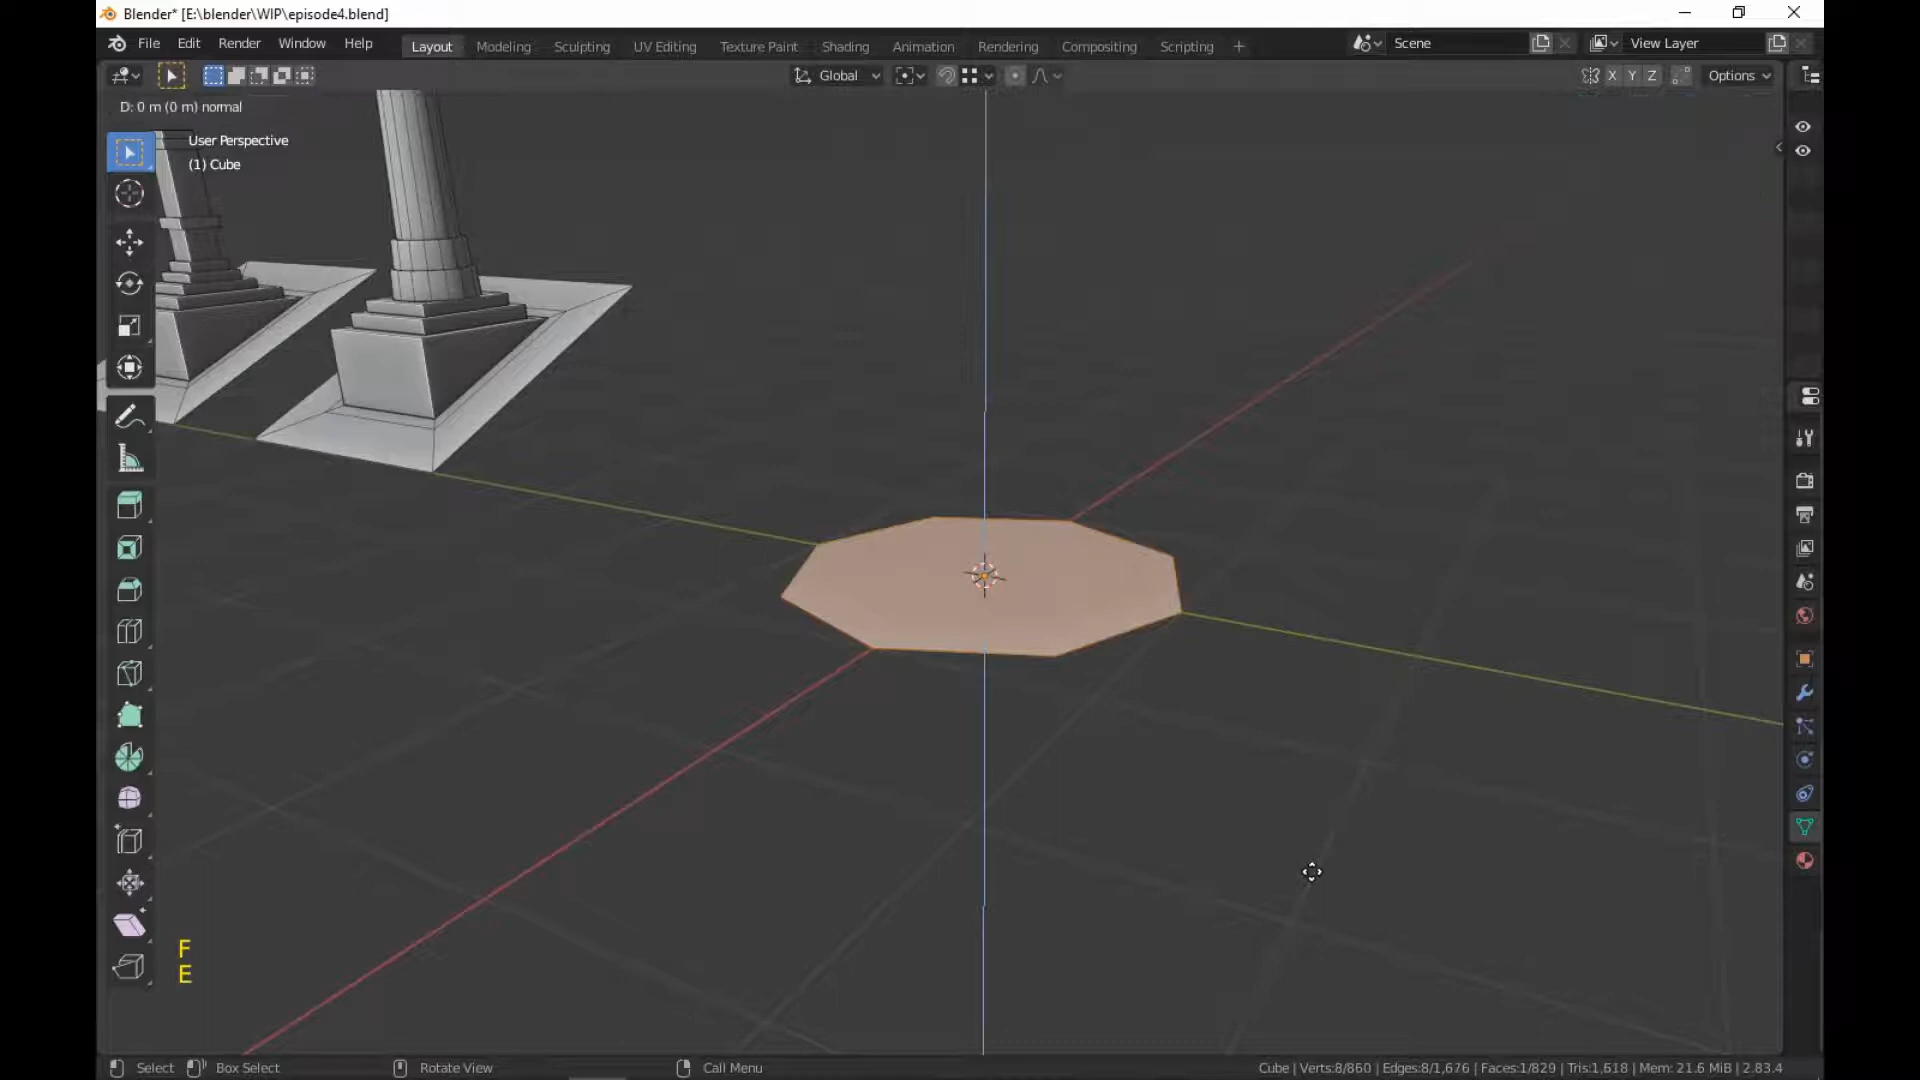 Blender* [E:\blender\WIP\episode4.blend]
File Edit Render Window Help Layout Modeling Sculpting UV Editing Texture Paint Shading Animation Rendering Compositing Scripting + Scene View Layer
Global X Y Z Options
D: 0 m (0 m) normal
User Perspective
(1) Cube
F
E
Select Box Select Rotate View Call Menu Cube | Verts:8/860 | Edges:8/1,676 | Faces:1/829 | Tris:1,618 | Mem: 21.6 MiB | 2.83.4